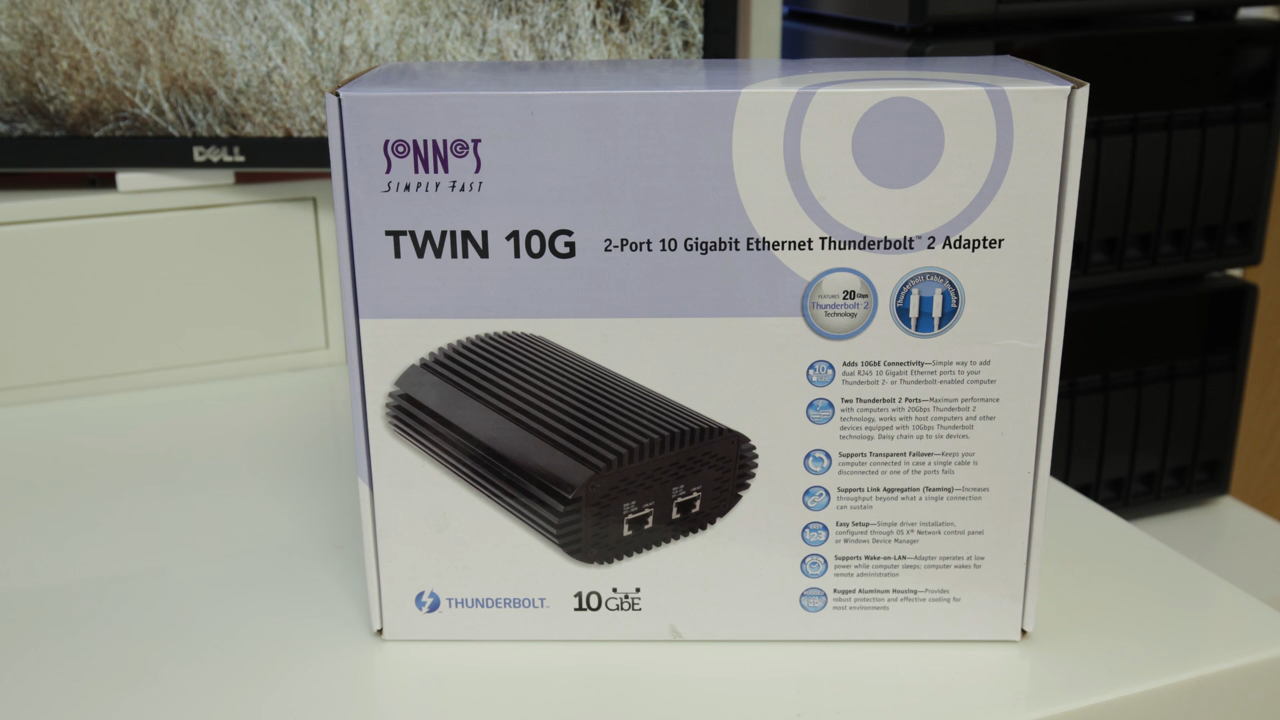 DELL
SONNET
SIMPLY FAST
TWIN 10G
2-Port 10 Gigabit Ethernet Thunderbolt™ 2 Adapter
FEATURES 20Gbps
Thunderbolt™ 2
Technology
Thunderbolt Cable Included
10
Adds 10GbE Connectivity—Simple way to add
dual RJ45 10 Gigabit Ethernet ports to your
Thunderbolt 2- or Thunderbolt-enabled computer
Two Thunderbolt 2 Ports—Maximum performance
with computers with 20Gbps Thunderbolt 2
technology, works with host computers and other
devices equipped with 10Gbps Thunderbolt
technology. Daisy chain up to six devices.
Supports Transparent Failover—Keeps your
computer connected in case a single cable is
disconnected or one of the ports fails
Supports Link Aggregation (Teaming)—Increases
throughput beyond what a single connection
can sustain
EASY
123
Easy Setup—Simple driver installation,
configured through OS X® Network control panel
or Windows Device Manager
Supports Wake-on-LAN—Adapter operates at low
power while computer sleeps; computer wakes for
remote administration
Rugged Aluminum Housing—Provides
robust protection and effective cooling for
most environments
THUNDERBOLT™
10GbE